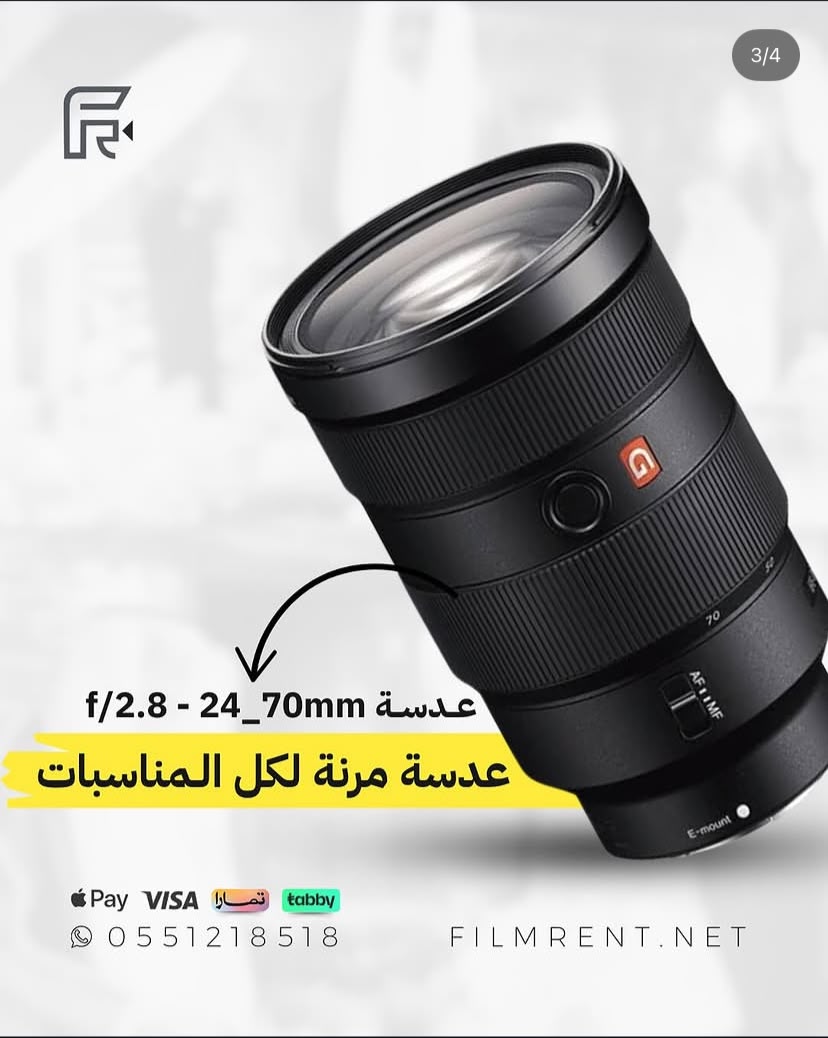 3/4
FR
G
50
70
AF MF
عدسة 24_70mm - f/2.8
عدسة مرنة لكل المناسبات
E-mount
Pay VISA تمارا tabby
0551218518 FILMRENT.NET